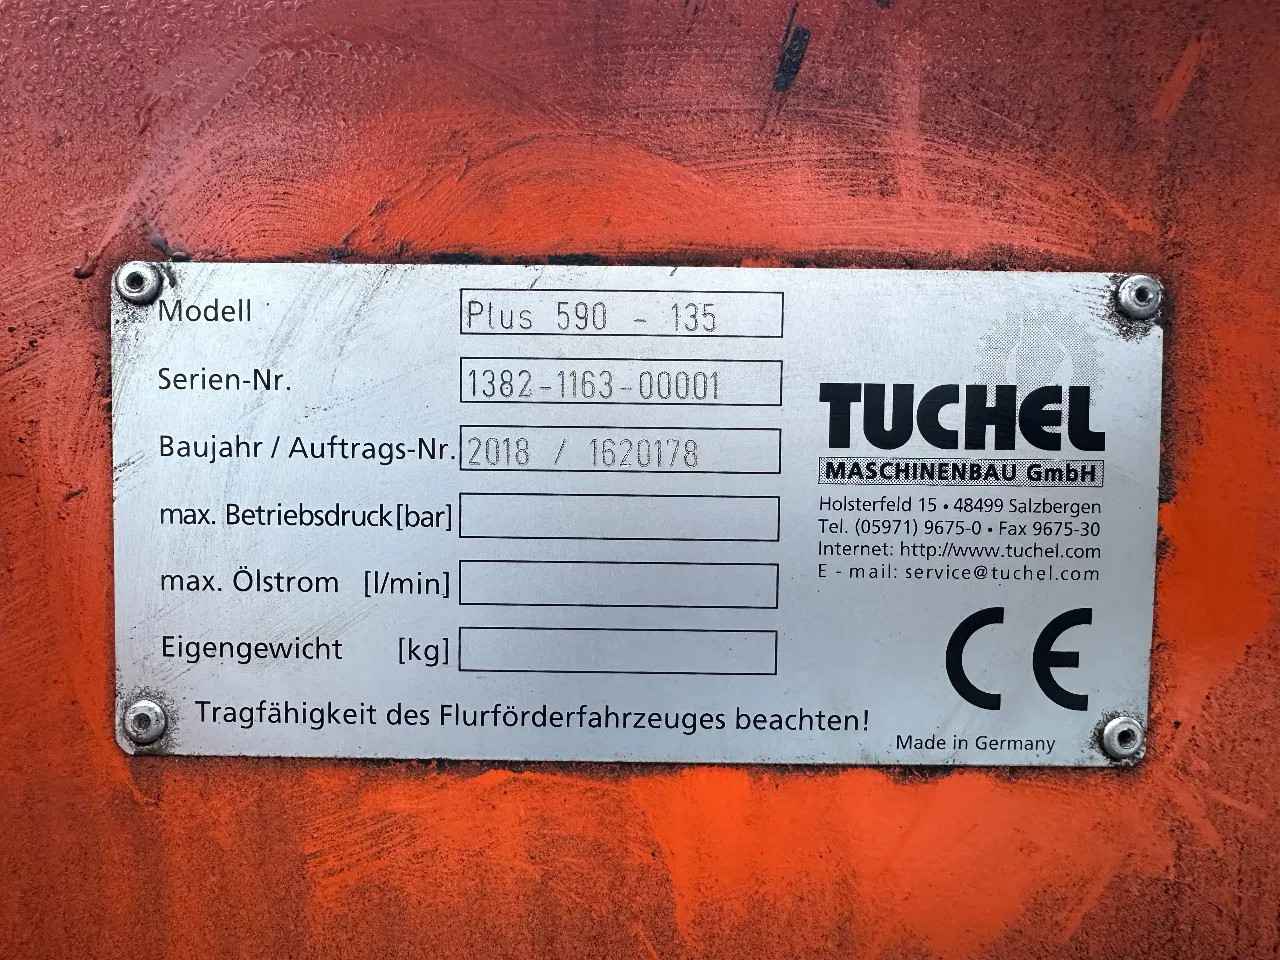 Modell Plus 590 - 135
Serien-Nr. 1382-1163-00001
Baujahr / Auftrags-Nr. 2018 / 1620178
max. Betriebsdruck [bar]
max. Ölstrom [l/min]
Eigengewicht [kg]
Tragfähigkeit des Flurförderfahrzeuges beachten!
TUCHEL
MASCHINENBAU GmbH
Holsterfeld 15 • 48499 Salzbergen
Tel. (05971) 9675-0 • Fax 9675-30
Internet: http://www.tuchel.com
E - mail: service@tuchel.com
CE
Made in Germany